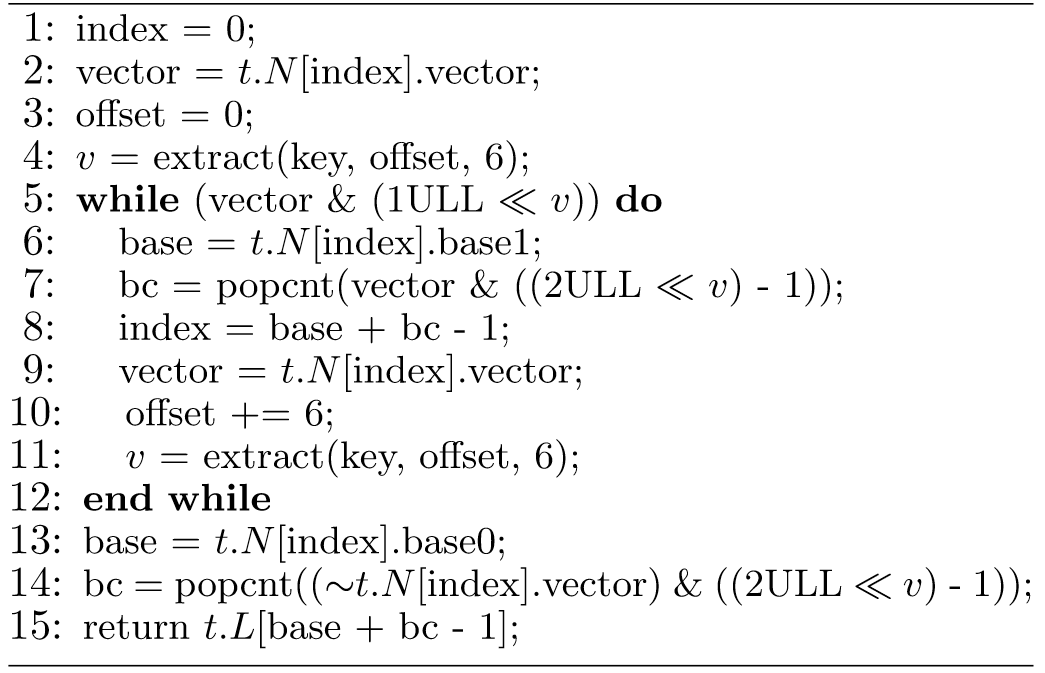 1: index = 0;
2: vector = t.N[index].vector;
3: offset = 0;
4: v = extract(key, offset, 6);
5: while (vector & (1ULL ≪ v)) do
6: base = t.N[index].base1;
7: bc = popcnt(vector & ((2ULL ≪ v) - 1));
8: index = base + bc - 1;
9: vector = t.N[index].vector;
10: offset += 6;
11: v = extract(key, offset, 6);
12: end while
13: base = t.N[index].base0;
14: bc = popcnt((∼t.N[index].vector) & ((2ULL ≪ v) - 1));
15: return t.L[base + bc - 1];